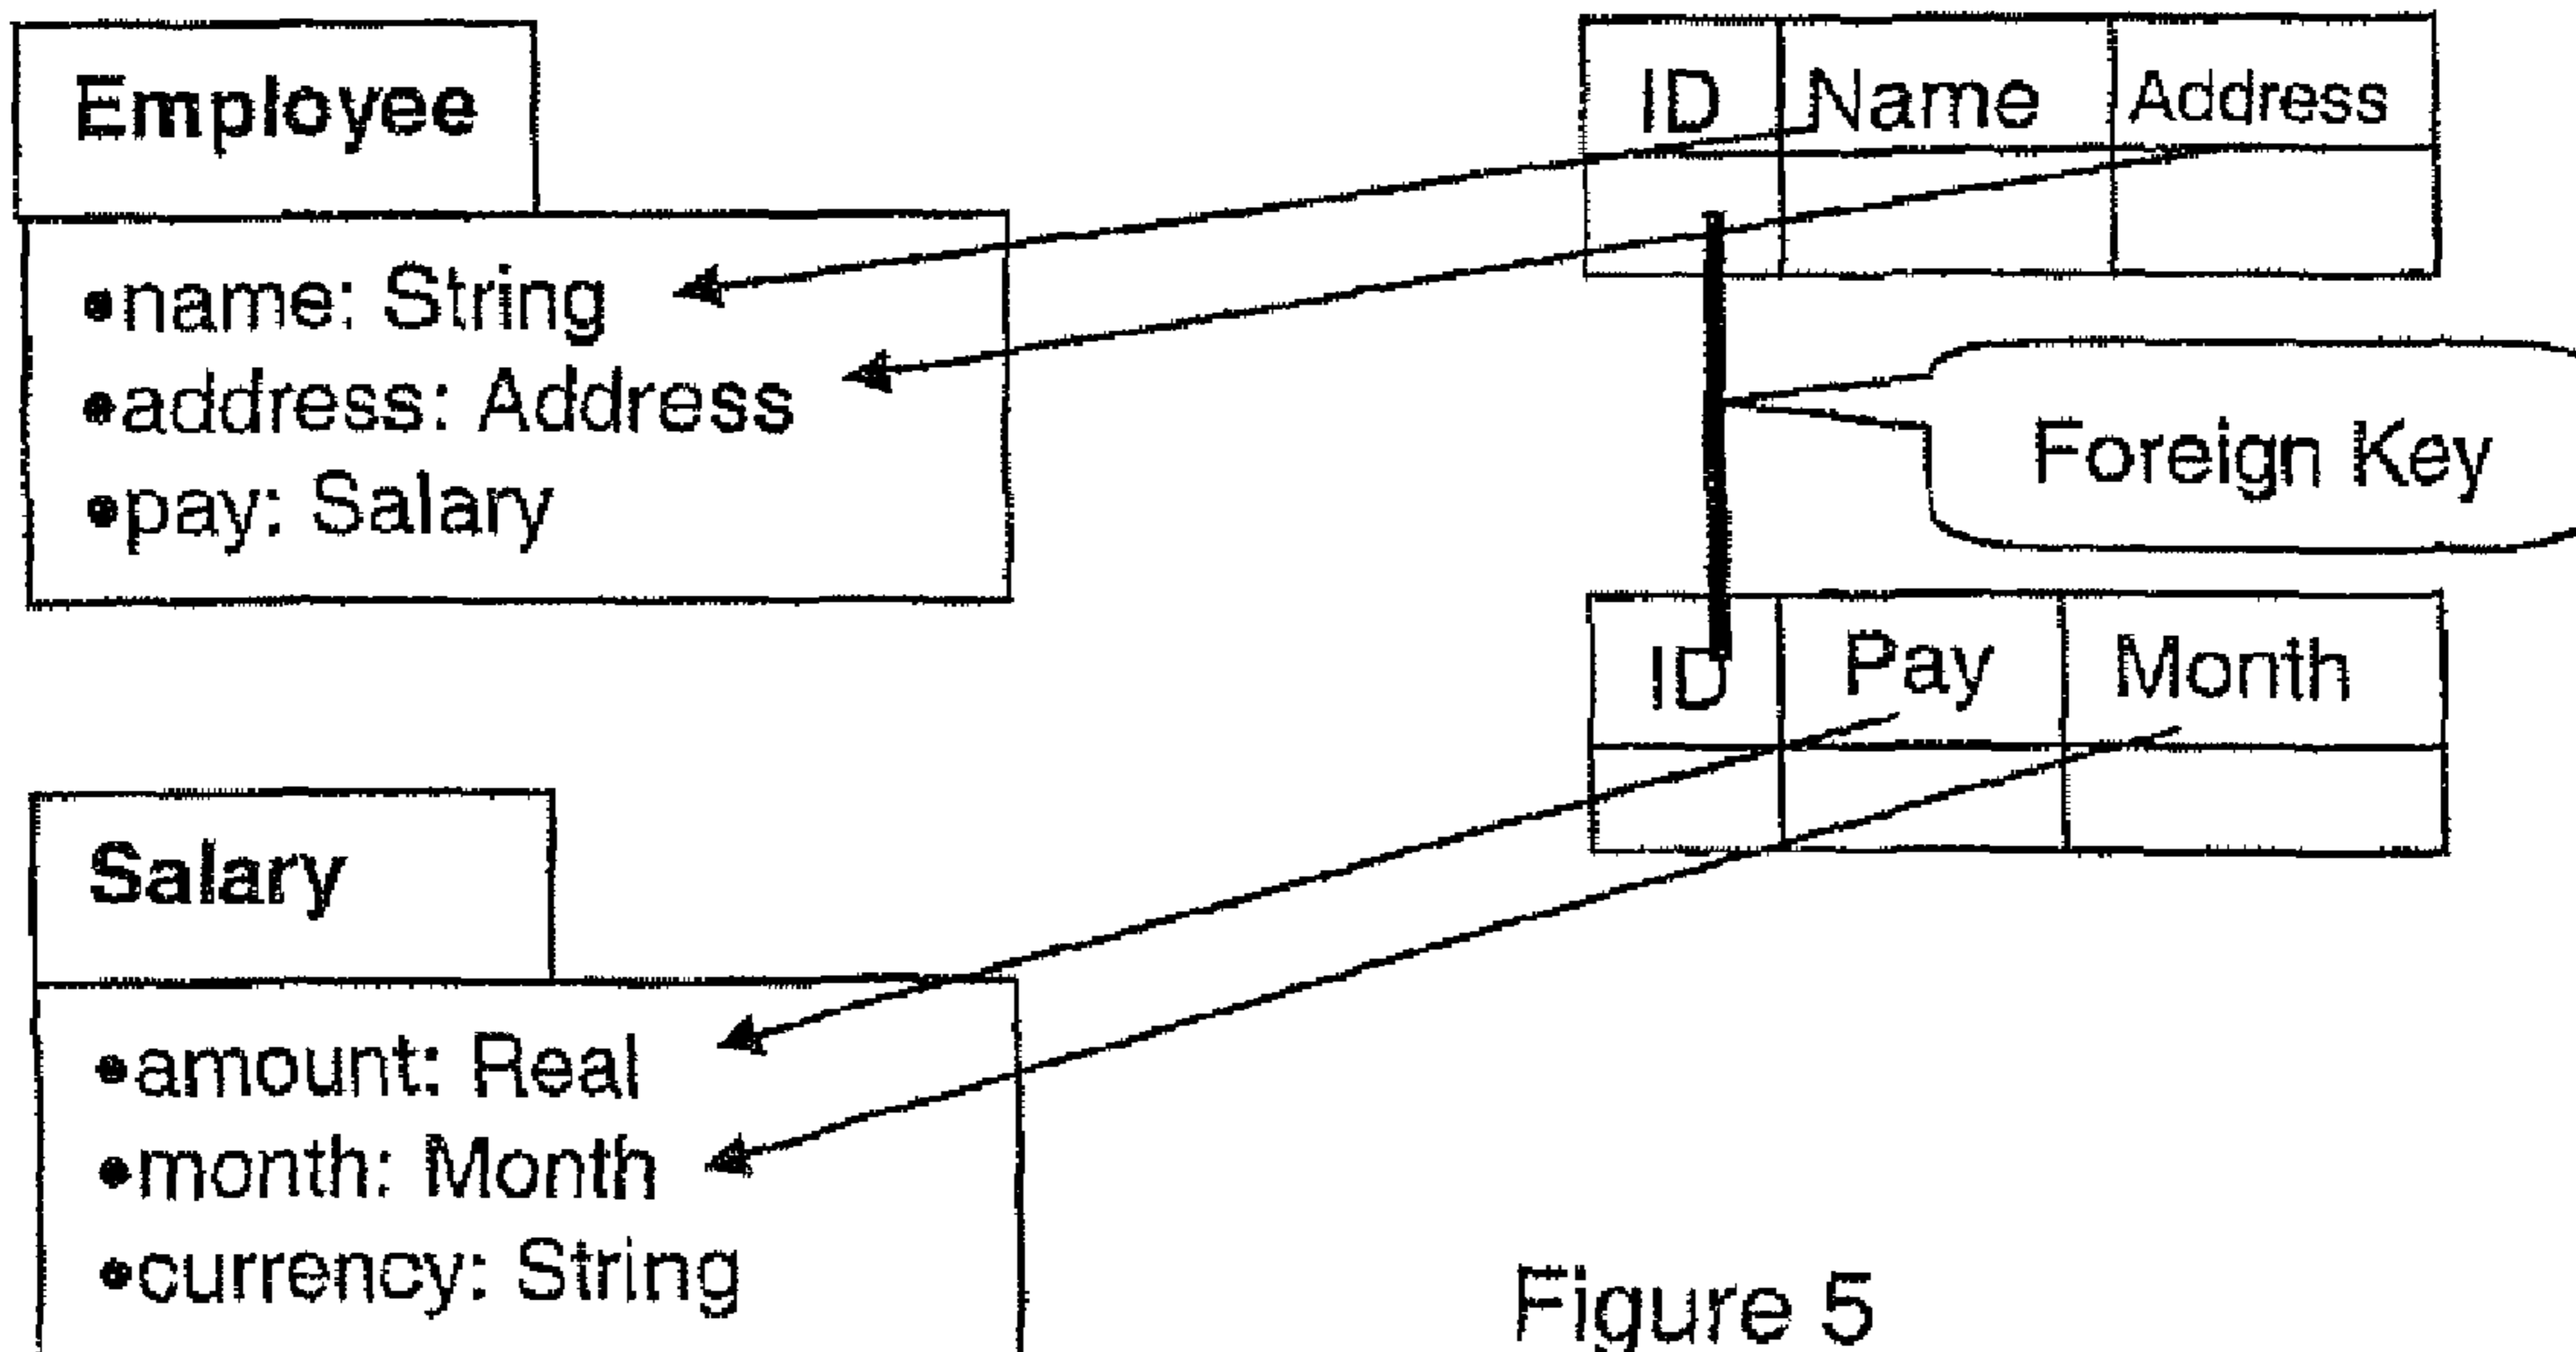 Employee
•name: String
•address: Address
•pay: Salary
ID Name Address
Foreign Key
ID Pay Month
Salary
•amount: Real
•month: Month
•currency: String
Figure 5